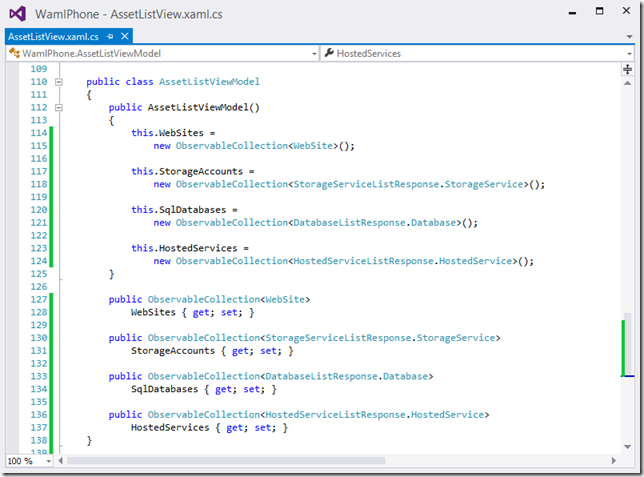 WamlPhone - AssetListView.xaml.cs
AssetListView.xaml.cs
WamlPhone.AssetListViewModel HostedServices
109
110 public class AssetListViewModel
111 {
112 public AssetListViewModel()
113 {
114 this.WebSites =
115 new ObservableCollection<WebSite>();
116
117 this.StorageAccounts =
118 new ObservableCollection<StorageServiceListResponse.StorageService>();
119
120 this.SqlDatabases =
121 new ObservableCollection<DatabaseListResponse.Database>();
122
123 this.HostedServices =
124 new ObservableCollection<HostedServiceListResponse.HostedService>();
125 }
126
127 public ObservableCollection<WebSite>
128 WebSites { get; set; }
129
130 public ObservableCollection<StorageServiceListResponse.StorageService>
131 StorageAccounts { get; set; }
132
133 public ObservableCollection<DatabaseListResponse.Database>
134 SqlDatabases { get; set; }
135
136 public ObservableCollection<HostedServiceListResponse.HostedService>
137 HostedServices { get; set; }
138 }
139
100 %